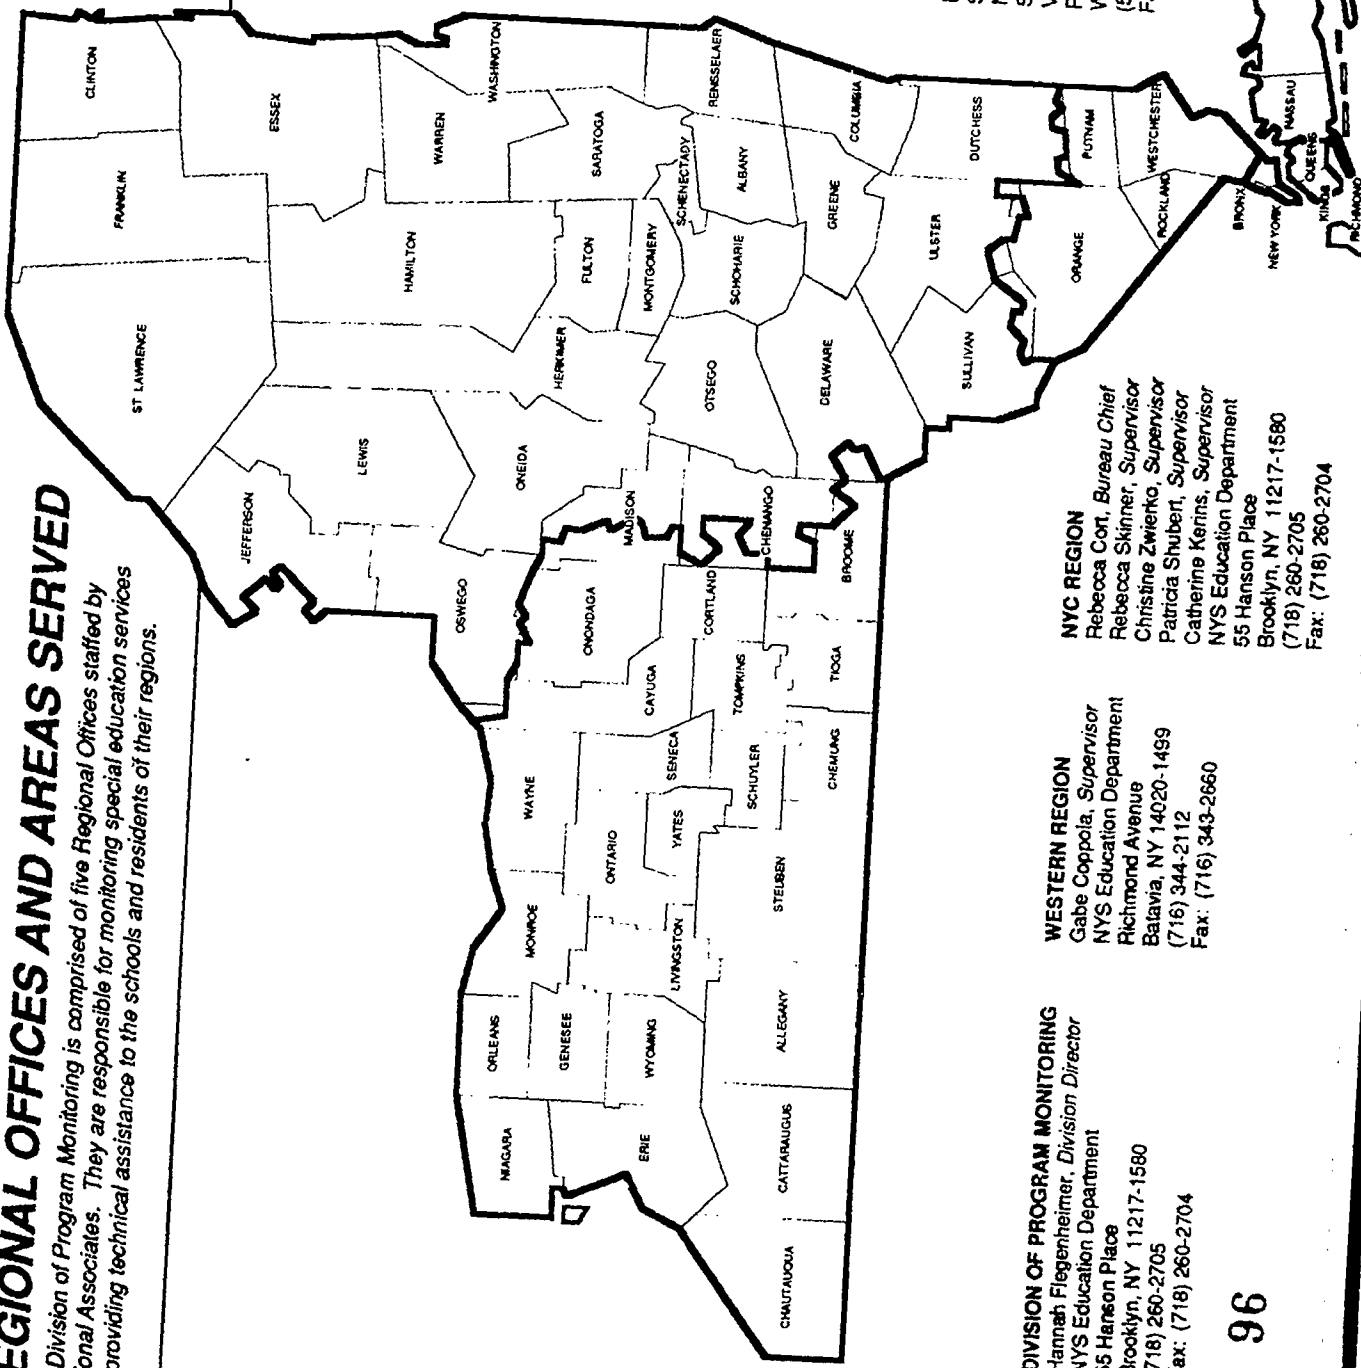 EGIONAL OFFICES AND AREAS SERVED
Division of Program Monitoring is comprised of five Regional Offices staffed by
ional Associates. They are responsible for monitoring special education services
providing technical assistance to the schools and residents of their regions.
CLINTON
FRANKLIN
ST LAWRENCE
ESSEX
JEFFERSON
LEWIS
HAMILTON
WARREN
WASHINGTON
OSWEGO
ONEIDA
HERKIMER
FULTON
SARATOGA
MONTGOMERY
SCHENECTADY
RENSSELAER
NIAGARA
ORLEANS
MONROE
WAYNE
GENESEE
ONTARIO
ONONDAGA
MADISON
ERIE
WYOMING
LIVINGSTON
YATES
SENECA
CAYUGA
CORTLAND
OTSEGO
SCHOHARIE
ALBANY
CHENANGO
TOMPKINS
SCHUYLER
CHAUTAUQUA
CATTARAUGUS
ALLEGANY
STEUBEN
CHEMUNG
TIOGA
BROOME
DELAWARE
GREENE
COLUMBIA
SULLIVAN
ULSTER
DUTCHESS
ORANGE
PUTNAM
ROCKLAND
WESTCHESTER
BRONX
NEW YORK
NASSAU
QUEENS
KINGS
RICHMOND
DIVISION OF PROGRAM MONITORING
Hannah Flegenheimer, Division Director
NYS Education Department
55 Hanson Place
Brooklyn, NY 11217-1580
718) 260-2705
ax: (718) 260-2704
WESTERN REGION
Gabe Coppola, Supervisor
NYS Education Department
Richmond Avenue
Batavia, NY 14020-1499
(716) 344-2112
Fax: (716) 343-2660
NYC REGION
Rebecca Cort, Bureau Chief
Rebecca Skinner, Supervisor
Christine Zwierko, Supervisor
Patricia Shubert, Supervisor
Catherine Kerins, Supervisor
NYS Education Department
55 Hanson Place
Brooklyn, NY 11217-1580
(718) 260-2705
Fax: (718) 260-2704
96